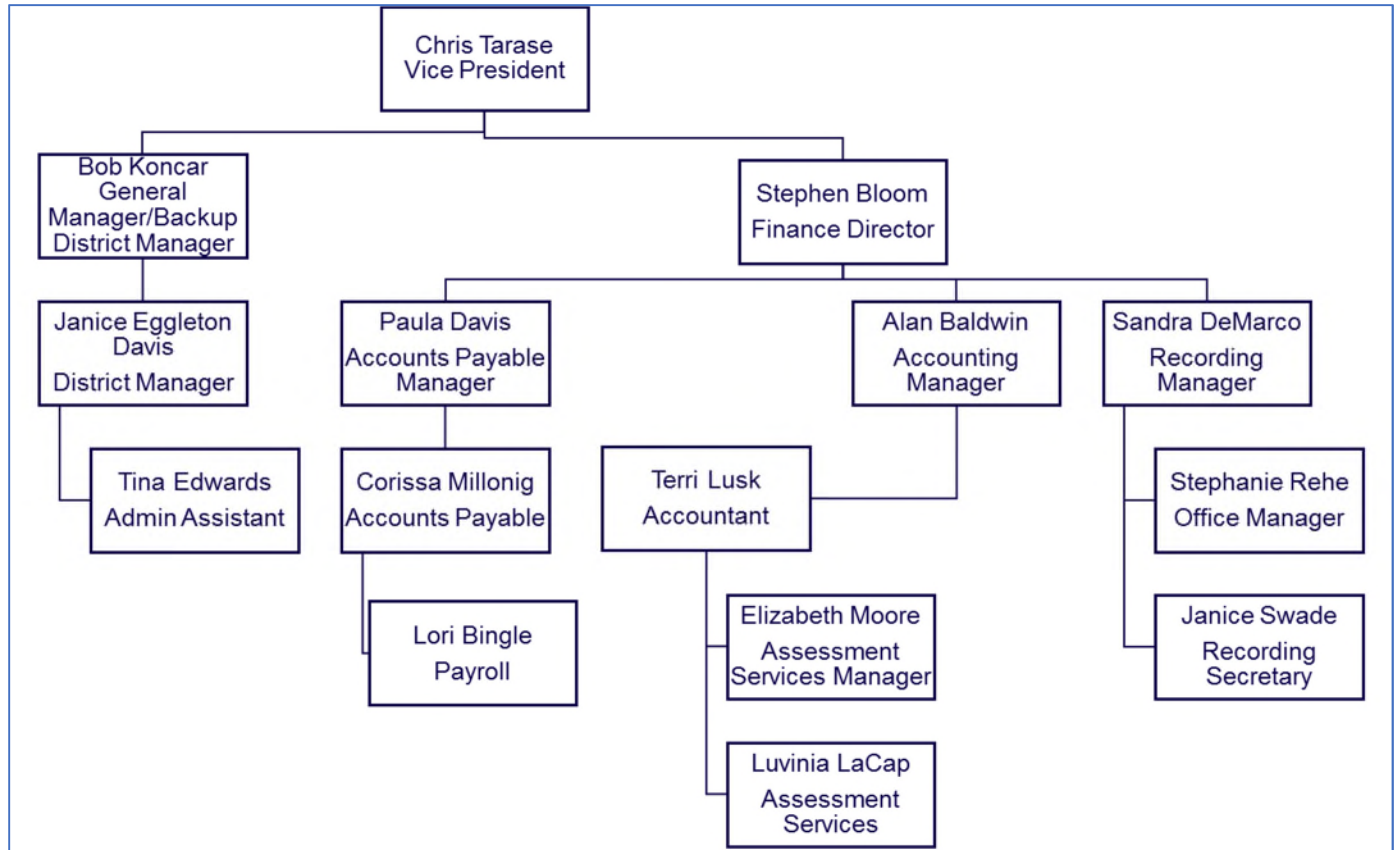 Chris Tarase
Vice President
Bob Koncar
General
Manager/Backup
District Manager
Stephen Bloom
Finance Director
Janice Eggleton
Davis
District Manager
Paula Davis
Accounts Payable
Manager
Alan Baldwin
Accounting
Manager
Sandra DeMarco
Recording
Manager
Tina Edwards
Admin Assistant
Corissa Millonig
Accounts Payable
Terri Lusk
Accountant
Stephanie Rehe
Office Manager
Lori Bingle
Payroll
Elizabeth Moore
Assessment
Services Manager
Janice Swade
Recording
Secretary
Luvinia LaCap
Assessment
Services